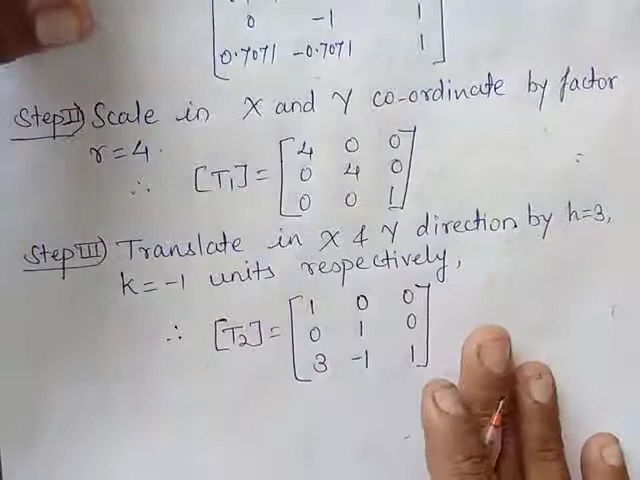 0 -1 1
0.7071 -0.7071 1
Step II) Scale in X and Y co-ordinate by factor
r = 4.
∴ [T₁] = [4 0 0
0 4 0
0 0 1]
Step III) Translate in X & Y direction by h=3,
k = -1 units respectively,
∴ [T₂] = [1 0 0
0 1 0
3 -1 1]